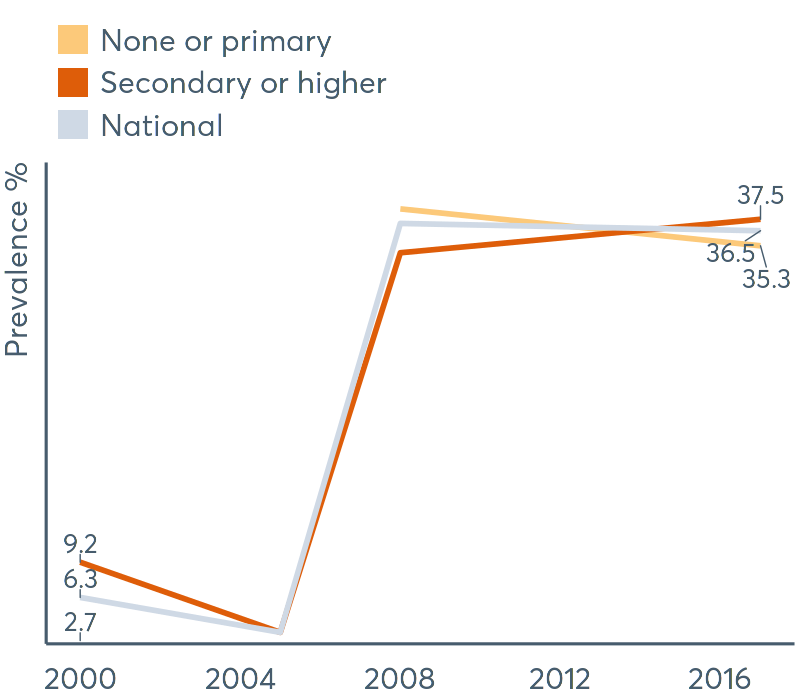 None or primary
Secondary or higher
National
Prevalence %
37.5
36.5
35.3
9.2
6.3
2.7
2000 2004 2008 2012 2016